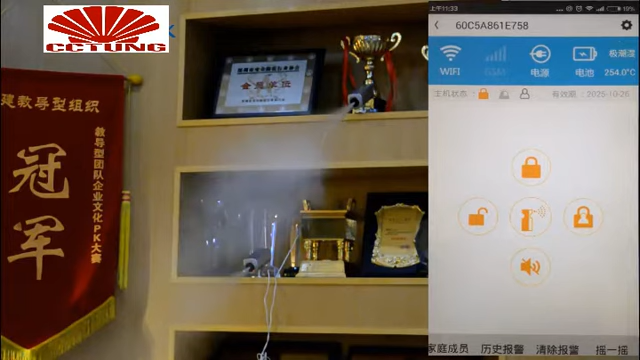 CCTUNG
建教导型组织
冠军
教导型团队企业文化PK大赛
上午11:33
10%
60C5A861E758
WIFI
GSM
电源
电池
极潮湿
254.0°C
主机状态：
有效期：2025-10-26
家庭成员 历史报警 清除报警 摇一摇